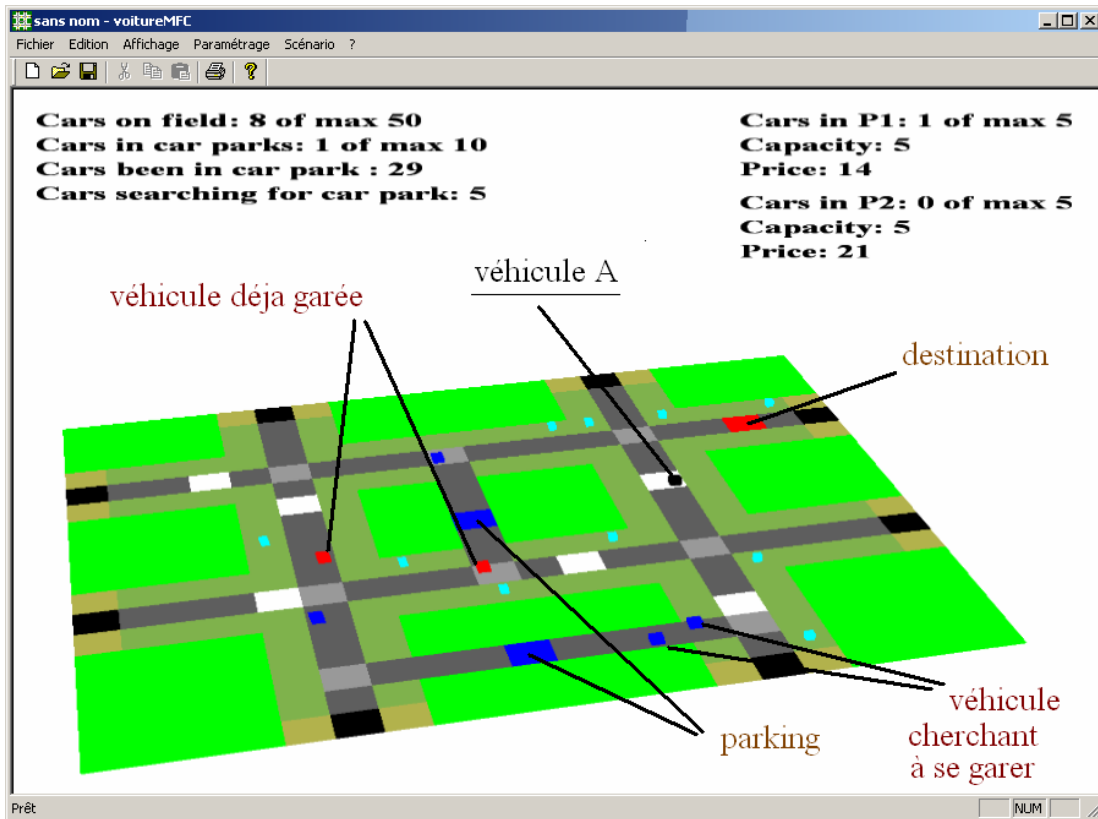 sans nom - voitureMFC
Fichier Edition Affichage Paramétrage Scénario ?
Cars on field: 8 of max 50
Cars in car parks: 1 of max 10
Cars been in car park : 29
Cars searching for car park: 5
Cars in P1: 1 of max 5
Capacity: 5
Price: 14
Cars in P2: 0 of max 5
Capacity: 5
Price: 21
véhicule A
véhicule déja garée
destination
parking
véhicule
cherchant
à se garer
Prêt
NUM